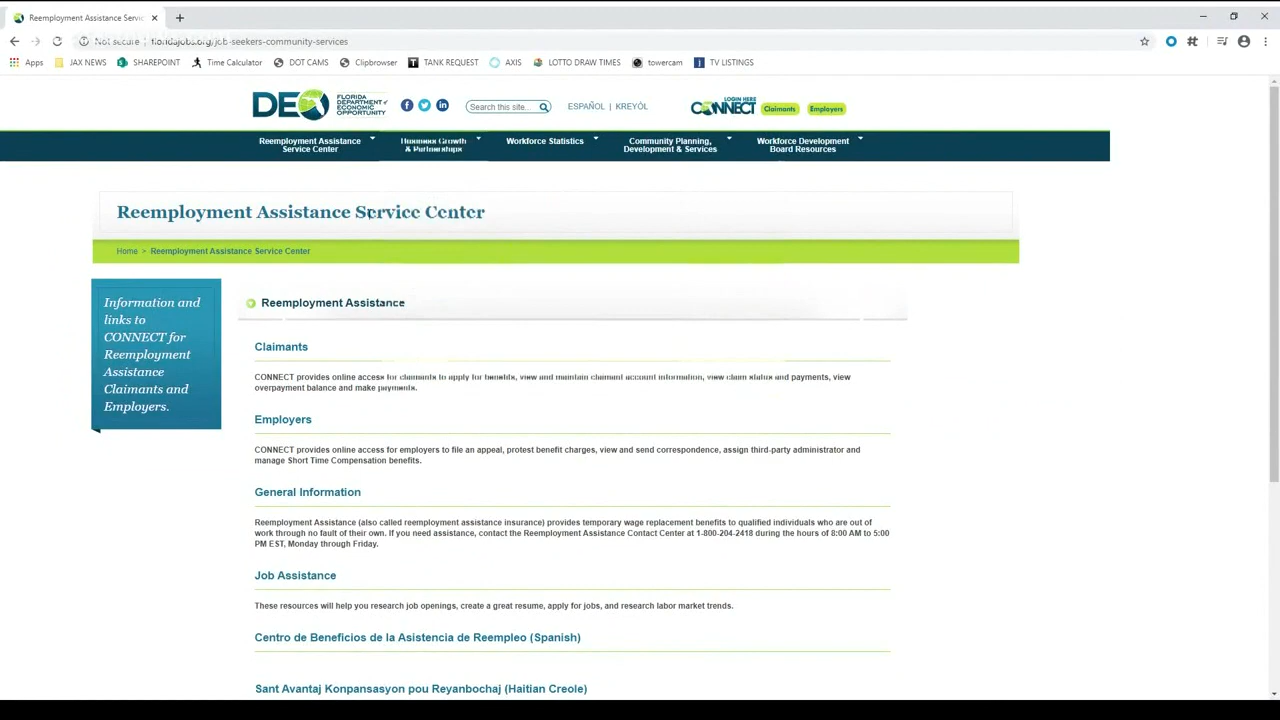 Reemployment Assistance Servic
Not secure
floridajobs.org/job-seekers-community-services
Apps JAX NEWS SHAREPOINT Time Calculator DOT CAMS Clipbrowser TANK REQUEST AXIS LOTTO DRAW TIMES towercam TV LISTINGS
DEO FLORIDA DEPARTMENT of ECONOMIC OPPORTUNITY
Search this site...
ESPAÑOL | KREYÒL
LOGIN HERE
CONNECT Claimants Employers
Reemployment Assistance
Service Center
Business Growth
& Partnerships
Workforce Statistics
Community Planning,
Development & Services
Workforce Development
Board Resources
Reemployment Assistance Service Center
Home > Reemployment Assistance Service Center
Information and
links to
CONNECT for
Reemployment
Assistance
Claimants and
Employers.
Reemployment Assistance
Claimants
CONNECT provides online access for claimants to apply for benefits, view and maintain claimant account information, view claim status and payments, view
overpayment balance and make payments.
Employers
CONNECT provides online access for employers to file an appeal, protest benefit charges, view and send correspondence, assign third-party administrator and
manage Short Time Compensation benefits.
General Information
Reemployment Assistance (also called reemployment assistance insurance) provides temporary wage replacement benefits to qualified individuals who are out of
work through no fault of their own. If you need assistance, contact the Reemployment Assistance Contact Center at 1-800-204-2418 during the hours of 8:00 AM to 5:00
PM EST, Monday through Friday.
Job Assistance
These resources will help you research job openings, create a great resume, apply for jobs, and research labor market trends.
Centro de Beneficios de la Asistencia de Reempleo (Spanish)
Sant Avantaj Konpansasyon pou Reyanbochaj (Haitian Creole)